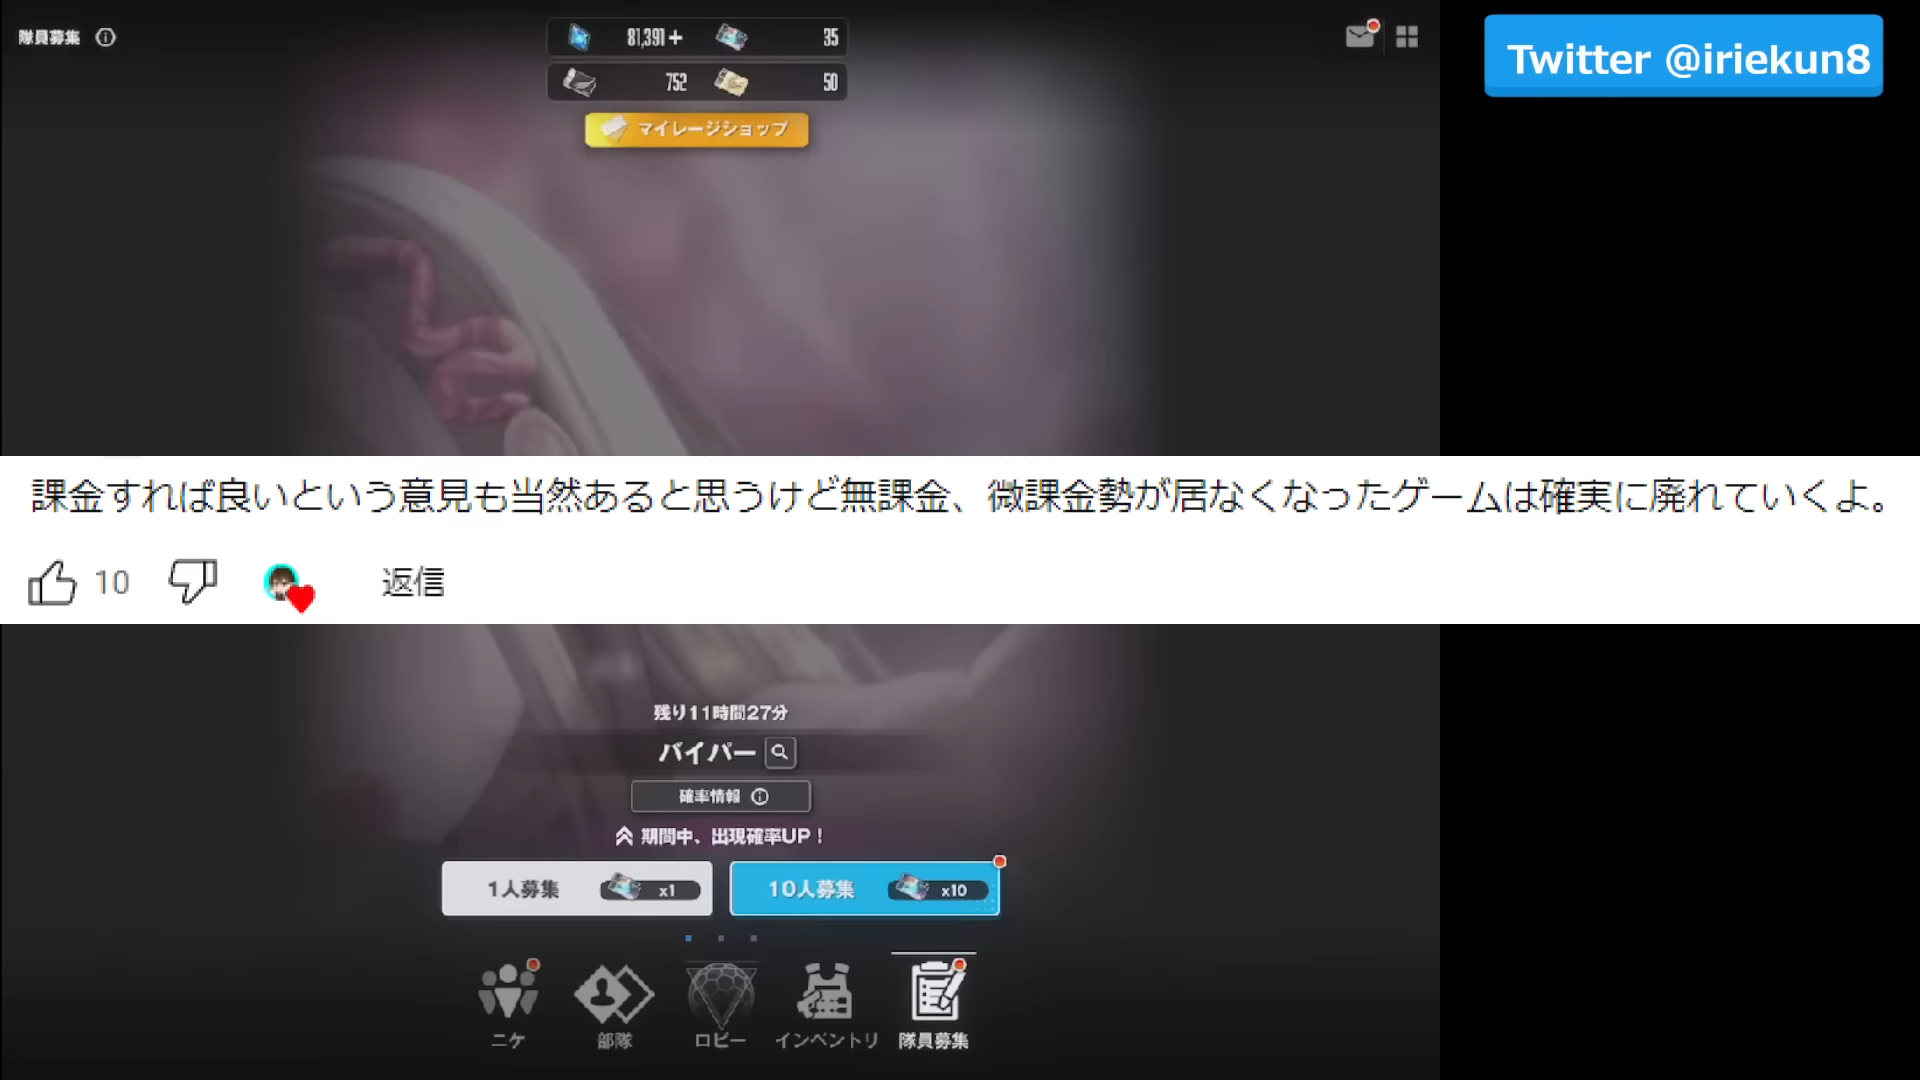 隊員募集
81,391+
35
752
50
マイレージショップ
Twitter @iriekun8
課金すれば良いという意見も当然あると思うけど無課金、微課金勢が居なくなったゲームは確実に廃れていくよ。
10
返信
残り11時間27分
バイパー
確率情報
期間中、出現確率UP！
1人募集 x1
10人募集 x10
ニケ
部隊
ロビー
インベントリ
隊員募集